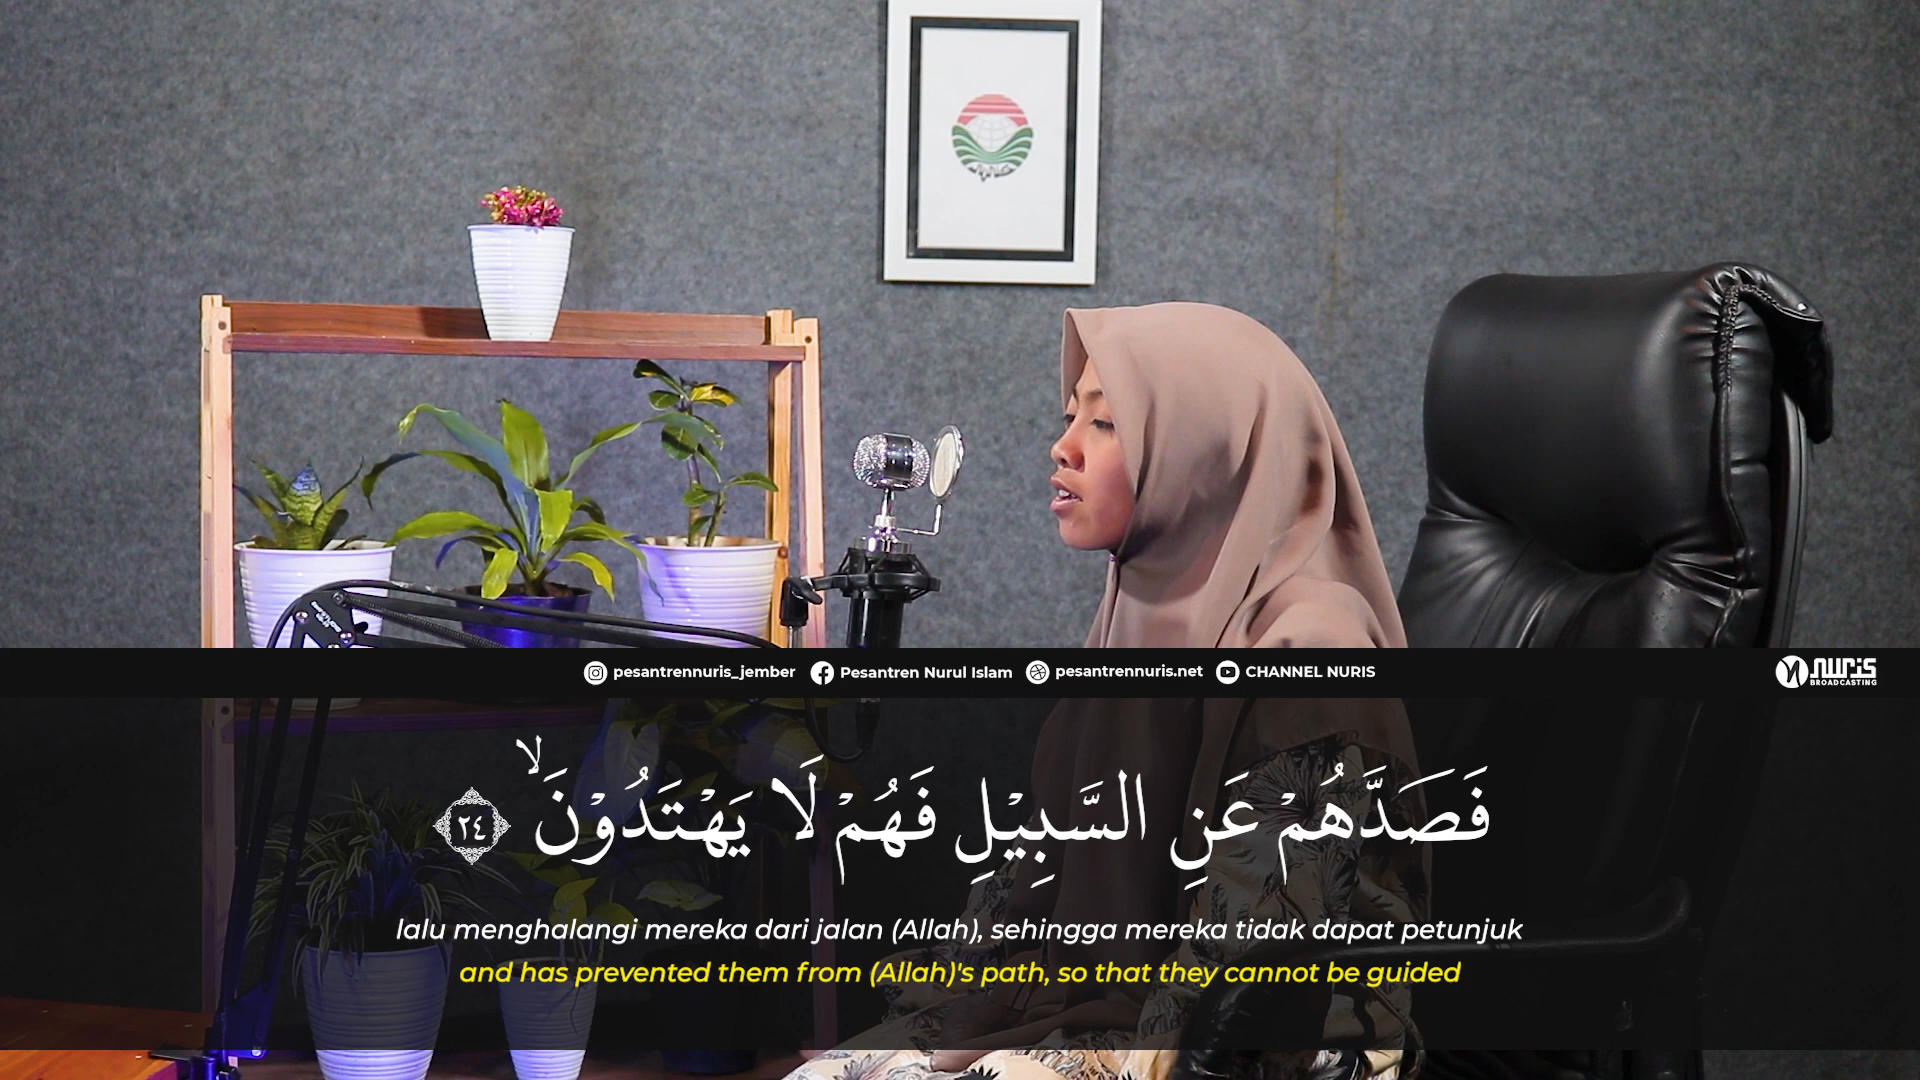 pesantrennuris_jember Pesantren Nurul Islam pesantrennuris.net CHANNEL NURIS
NURIS
BROADCASTING
فَصَدَّهُمْ عَنِ السَّبِيْلِ فَهُمْ لَا يَهْتَدُوْنَۙ ٢٤
lalu menghalangi mereka dari jalan (Allah), sehingga mereka tidak dapat petunjuk
and has prevented them from (Allah)'s path, so that they cannot be guided